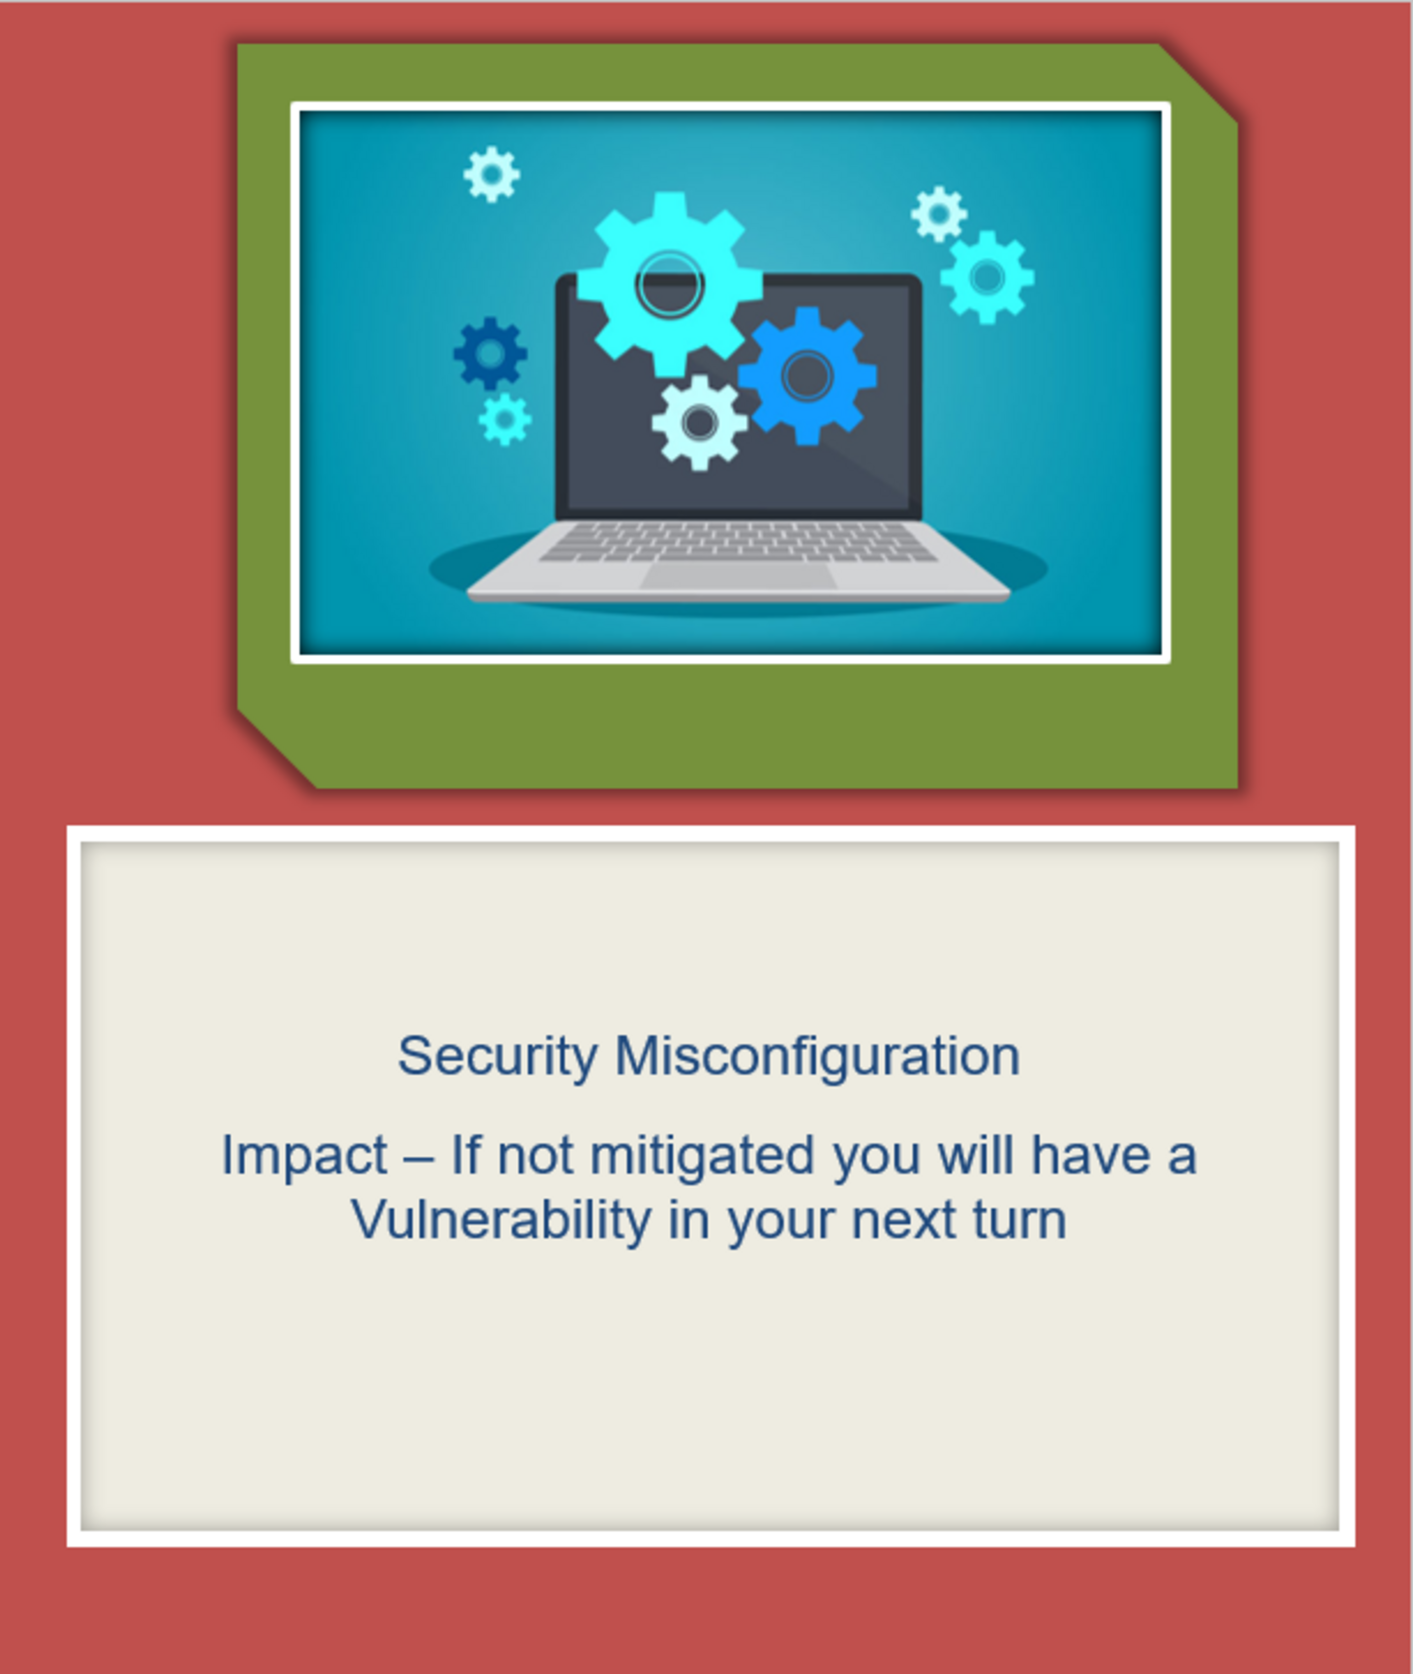 Security Misconfiguration
Impact – If not mitigated you will have a
Vulnerability in your next turn